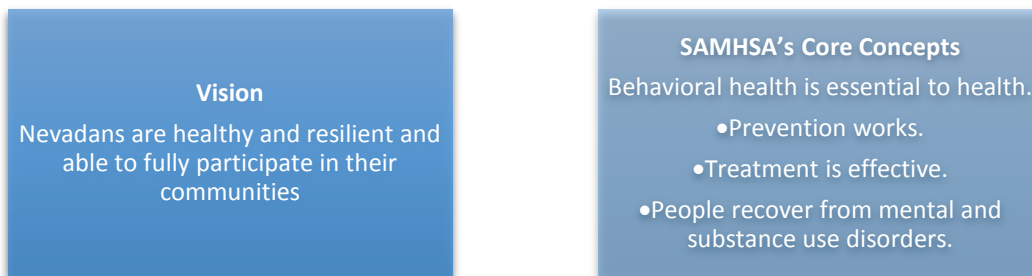 Vision
Nevadans are healthy and resilient and
able to fully participate in their
communities
SAMHSA’s Core Concepts
Behavioral health is essential to health.
•Prevention works.
•Treatment is effective.
•People recover from mental and
substance use disorders.